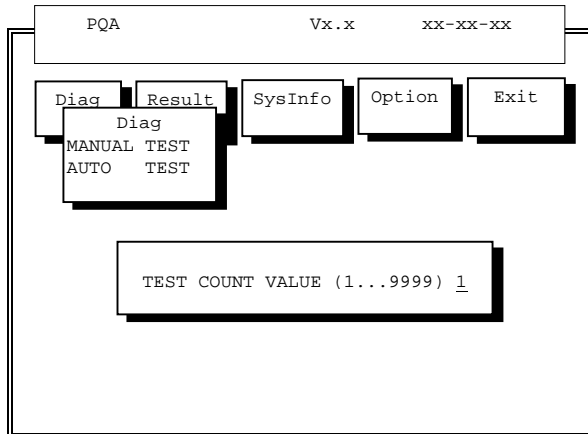 PQA Vx.x xx-xx-xx
Diag Result SysInfo Option Exit
Diag
MANUAL TEST
AUTO TEST
TEST COUNT VALUE (1...9999) 1